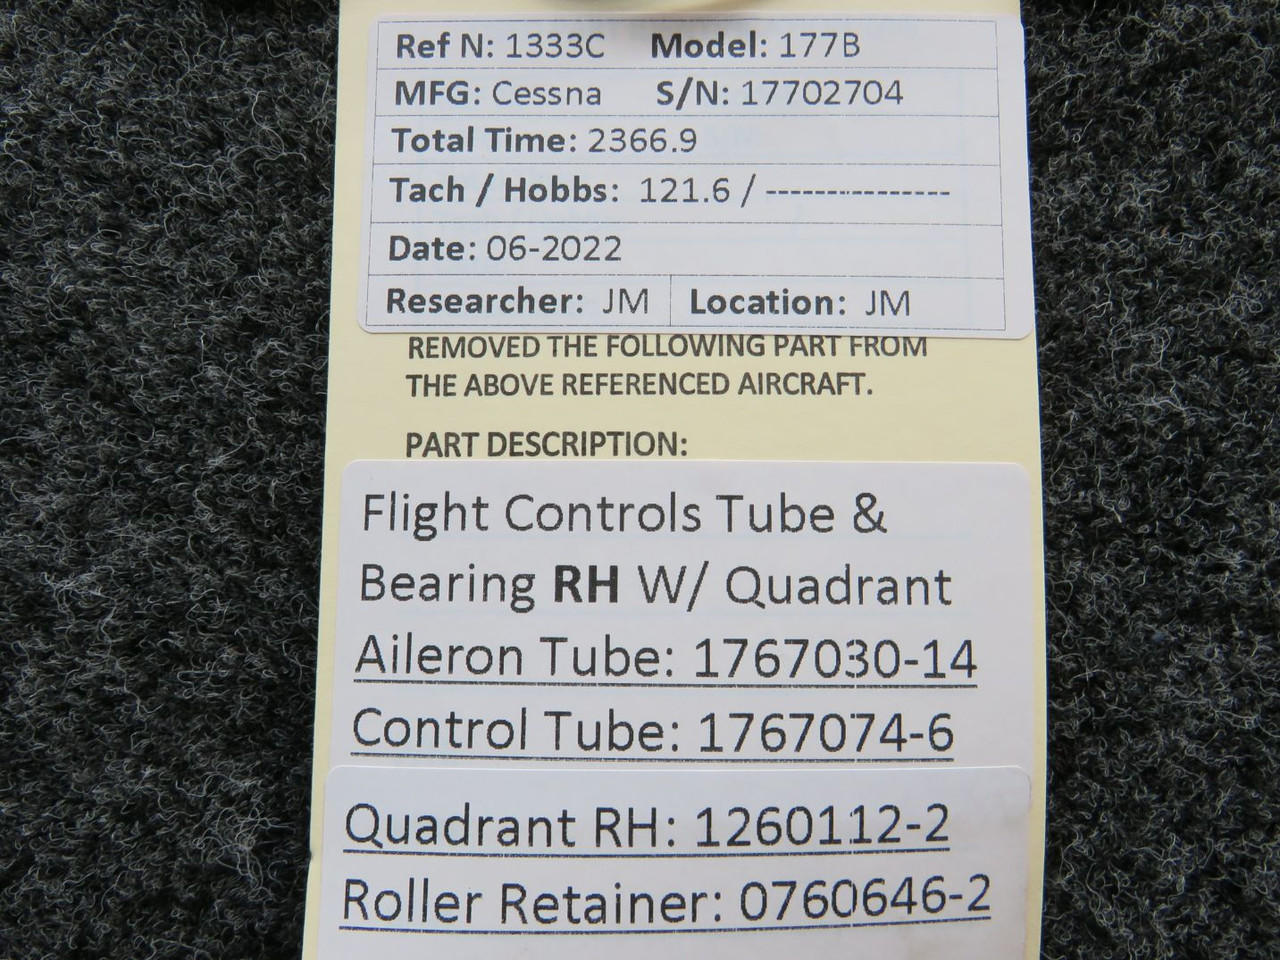 Ref N: 1333C Model: 177B
MFG: Cessna S/N: 17702704
Total Time: 2366.9
Tach / Hobbs: 121.6 / ---------------
Date: 06-2022
Researcher: JM Location: JM
REMOVED THE FOLLOWING PART FROM
THE ABOVE REFERENCED AIRCRAFT.
PART DESCRIPTION:
Flight Controls Tube &
Bearing RH W/ Quadrant
Aileron Tube: 1767030-14
Control Tube: 1767074-6
Quadrant RH: 1260112-2
Roller Retainer: 0760646-2